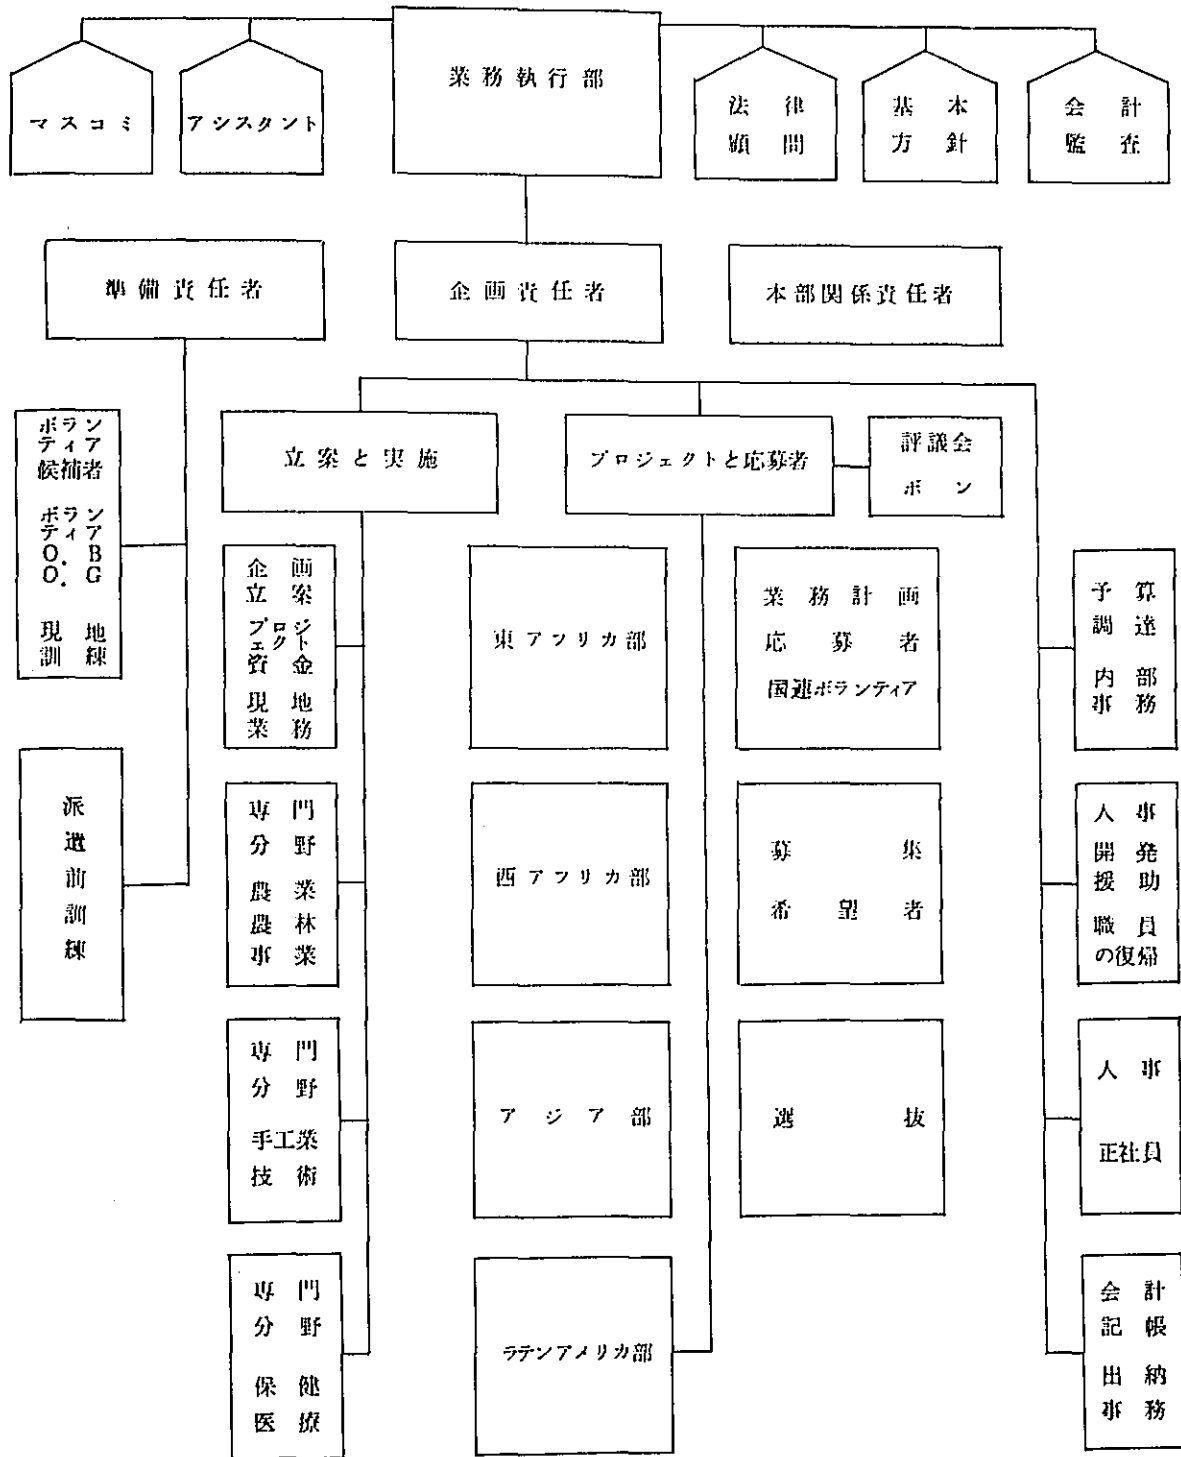 業務執行部
マスコミ
アシスタント
法律
顧問
基本
方針
会計
監査
準備責任者
企画責任者
本部関係責任者
ボラン
ティア
候補者
ボラン
ティア
O.B
O.G
現地
訓練
派遣前訓練
立案と実施
プロジェクトと応募者
評議会
ボン
企画
立案
プロジ
ェクト
資金
現地
業務
専門
分野
農業
農林
事業
専門
分野
手工業
技術
専門
分野
保健
医療
東アフリカ部
西アフリカ部
アジア部
ラテンアメリカ部
業務計画
応募者
国連ボランティア
募集
希望者
選抜
予算
調達
内部
事務
人事
開発
援助
職員
の復帰
人事
正社員
会計
記帳
出納
事務